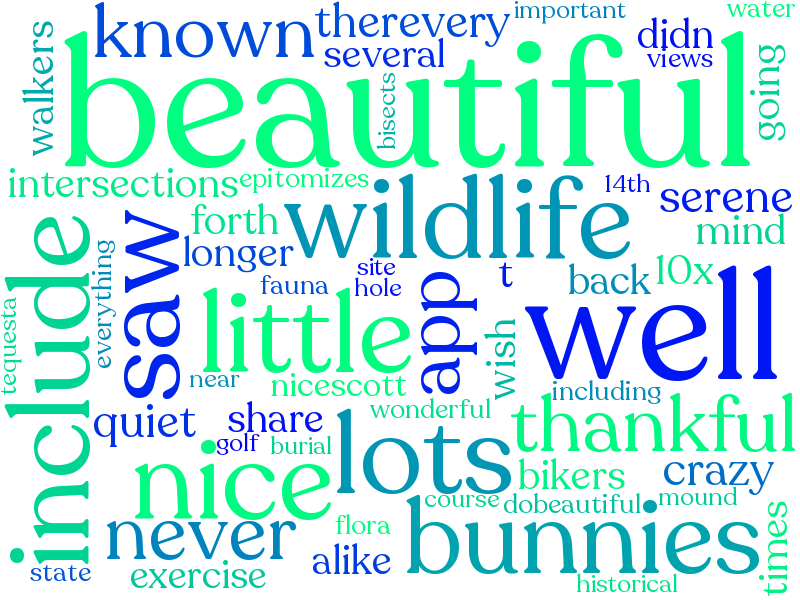 important
water
known
therevery
didn
several
views
walkers
beautiful
bisects
going
intersections
epitomizes
wildlife
14th
serene
forth
mind
include
saw
longer
everything
fauna
site
hole
app
t
back
10x
well
tequesta
little
near
nicescott
wish
including
quiet
share
wonderful
thankful
golf
burial
nice
lots
bikers
crazy
course
dobeautiful
mound
never
flora
bunnies
times
state
exercise
alike
historical